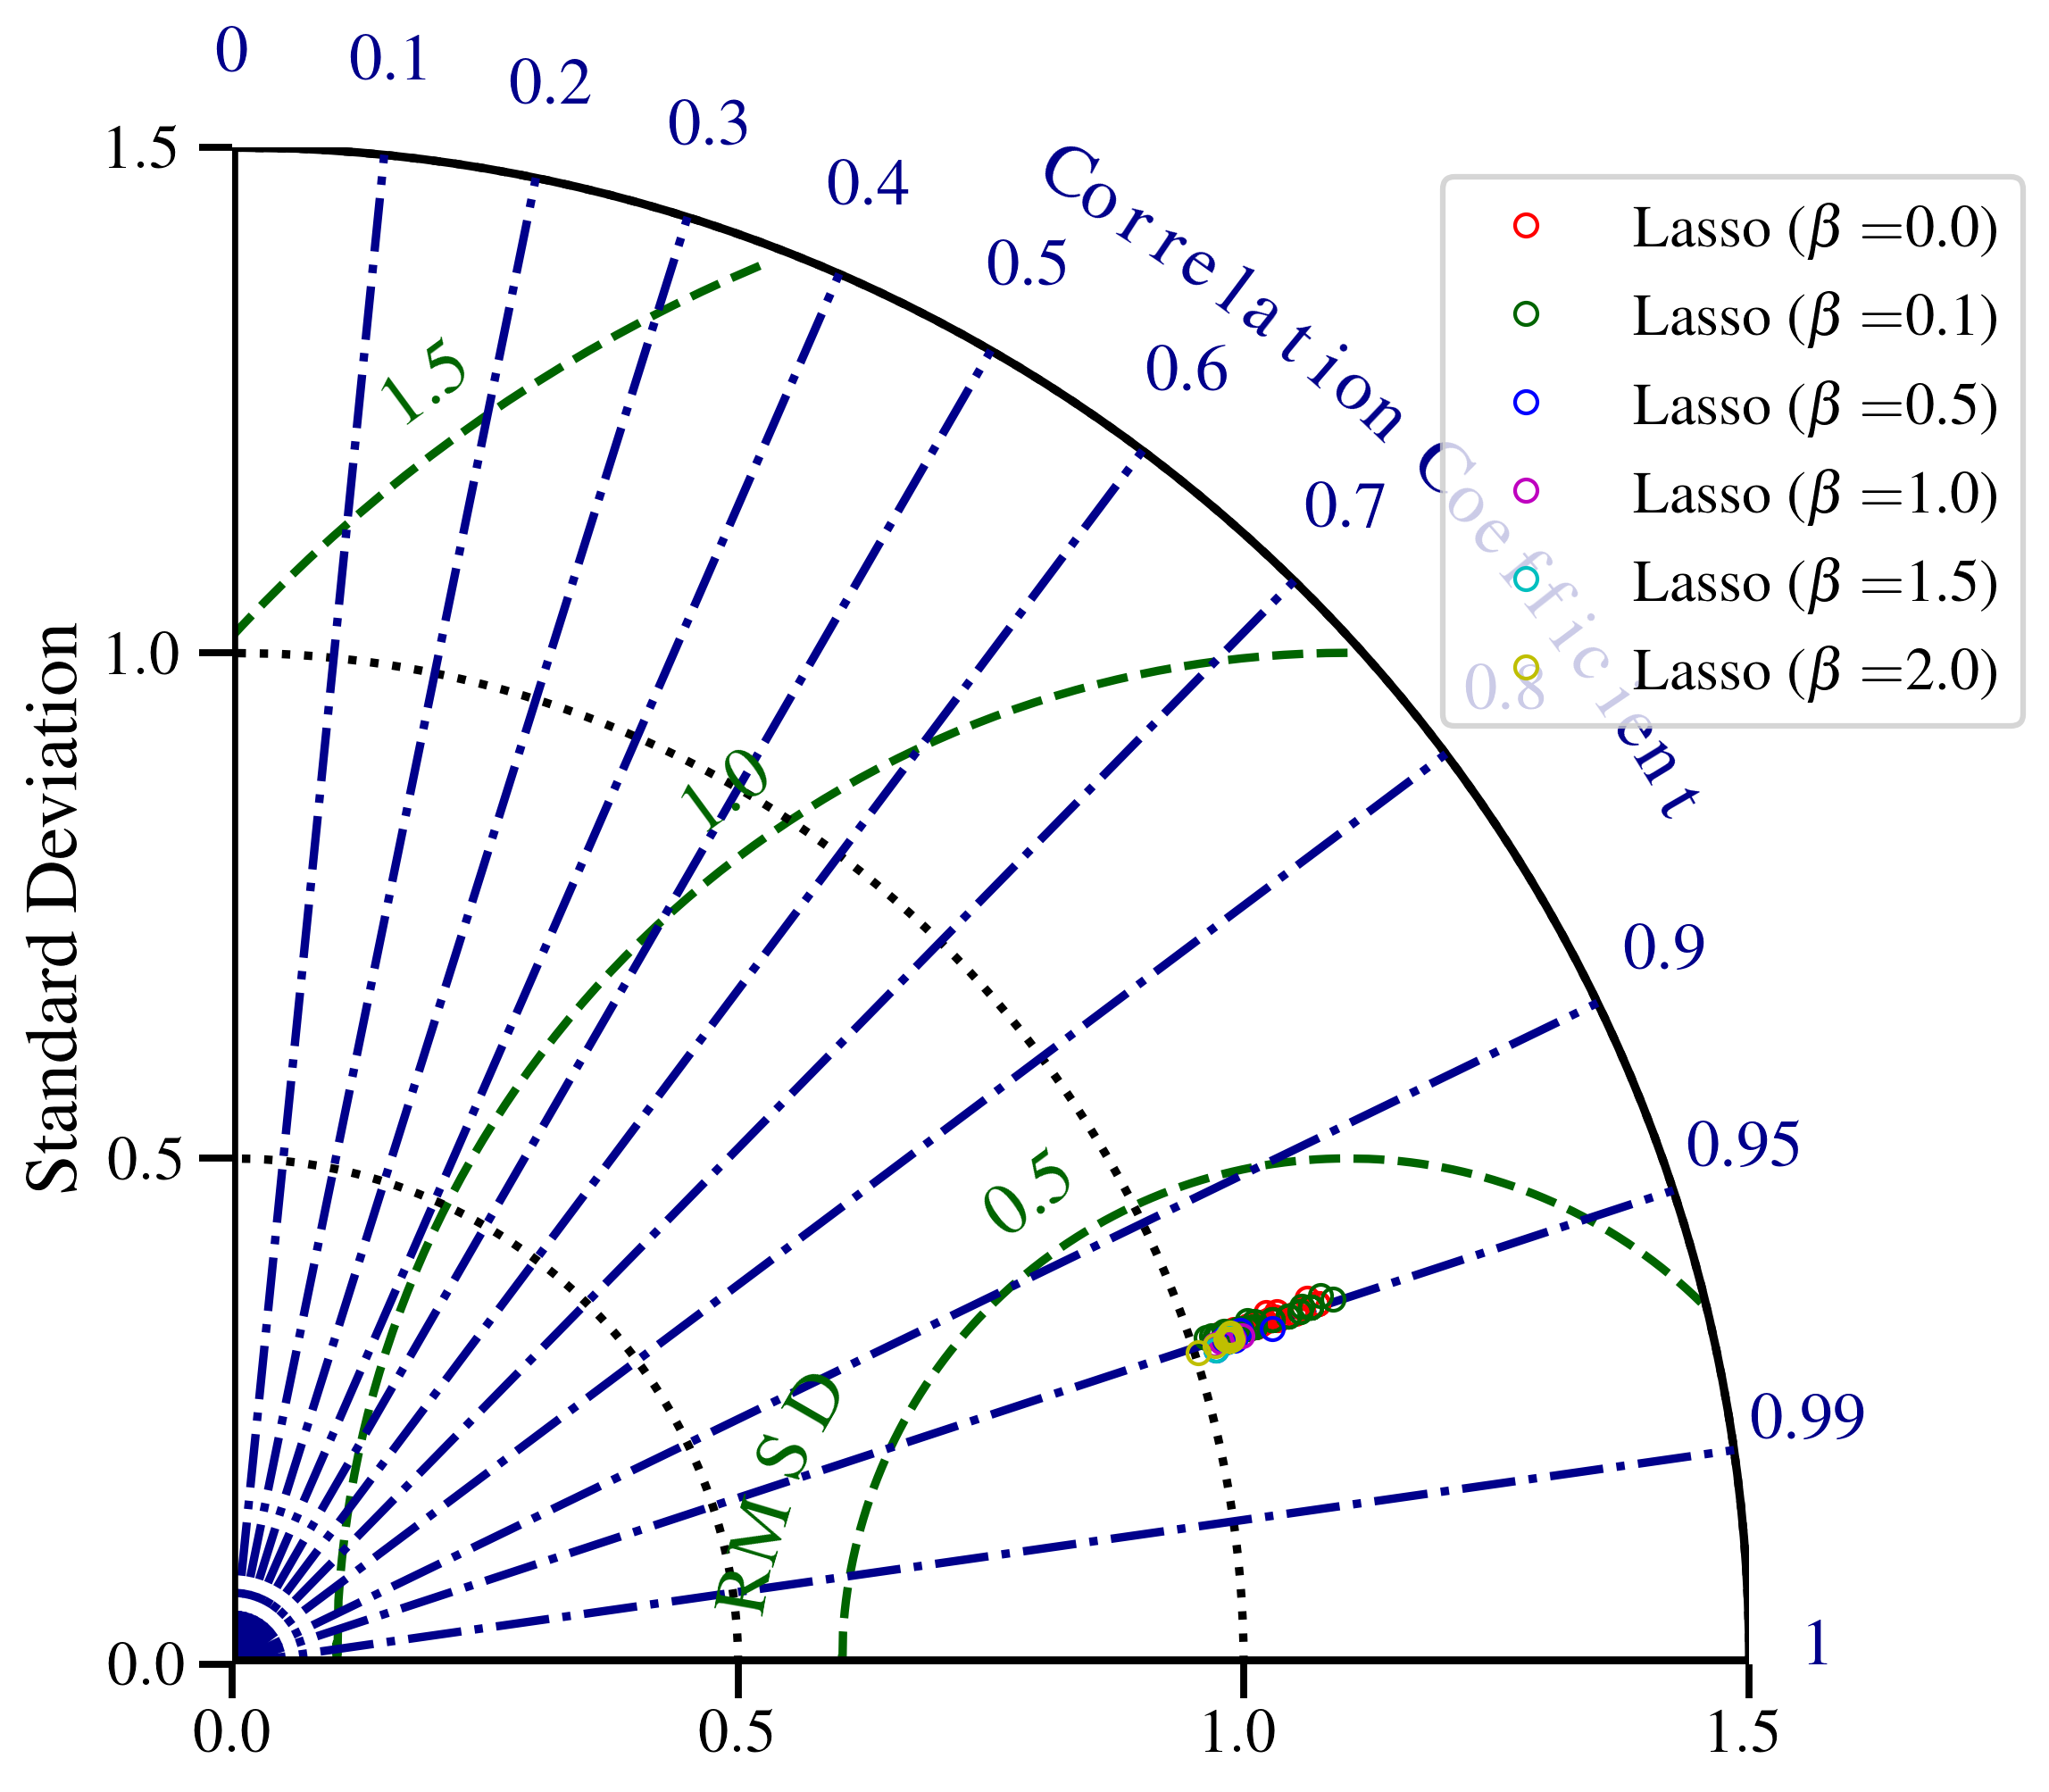 0
0.1
0.2
0.3
0.4
0.5
0.6
0.7
0.8
0.9
0.95
0.99
1
Correlation Coefficient
Lasso (β =0.0)
Lasso (β =0.1)
Lasso (β =0.5)
Lasso (β =1.0)
Lasso (β =1.5)
Lasso (β =2.0)
1.5
1.0
0.5
0.0
Standard Deviation
1.5
1.0
0.5
RMSD
0.0
0.5
1.0
1.5